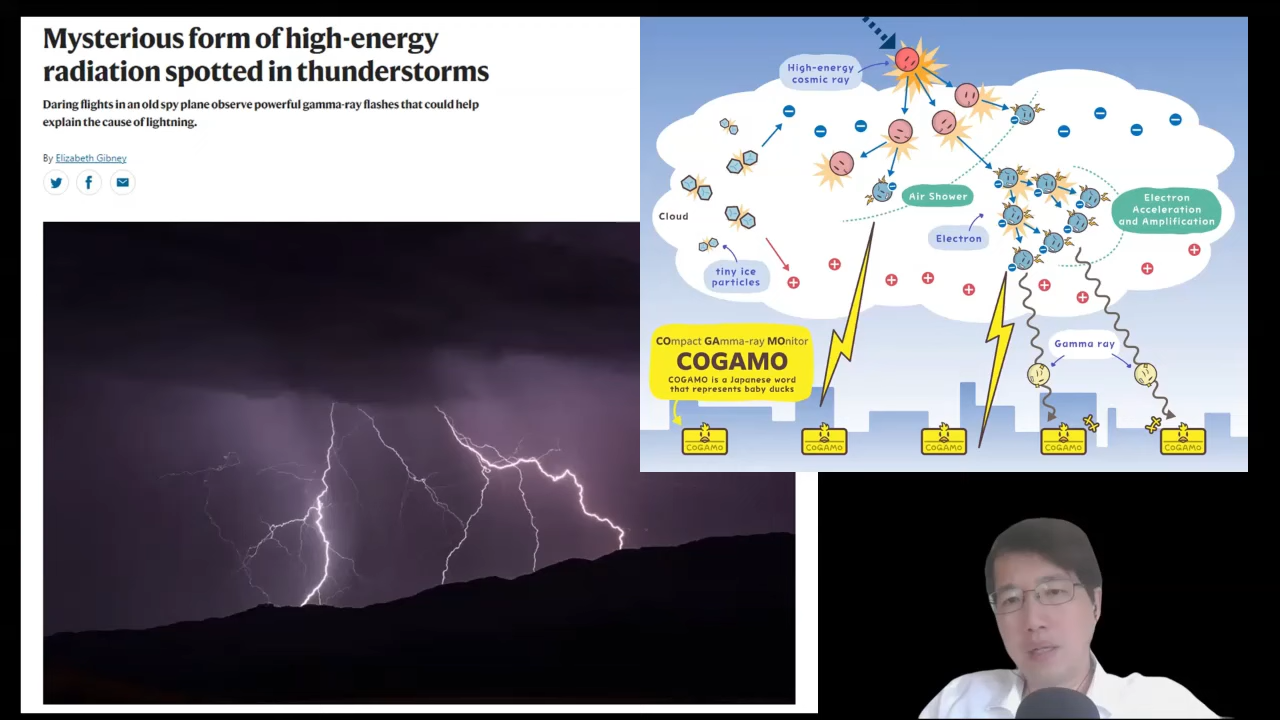 Mysterious form of high-energy
radiation spotted in thunderstorms
Daring flights in an old spy plane observe powerful gamma-ray flashes that could help
explain the cause of lightning.
By Elizabeth Gibney
High-energy
cosmic ray
Air Shower
Cloud
Electron
Electron
Acceleration
and Amplification
tiny ice
particles
Gamma ray
COmpact GAmma-ray MOnitor
COGAMO
COGAMO is a Japanese word
that represents baby ducks
COGAMO
COGAMO
COGAMO
COGAMO
COGAMO